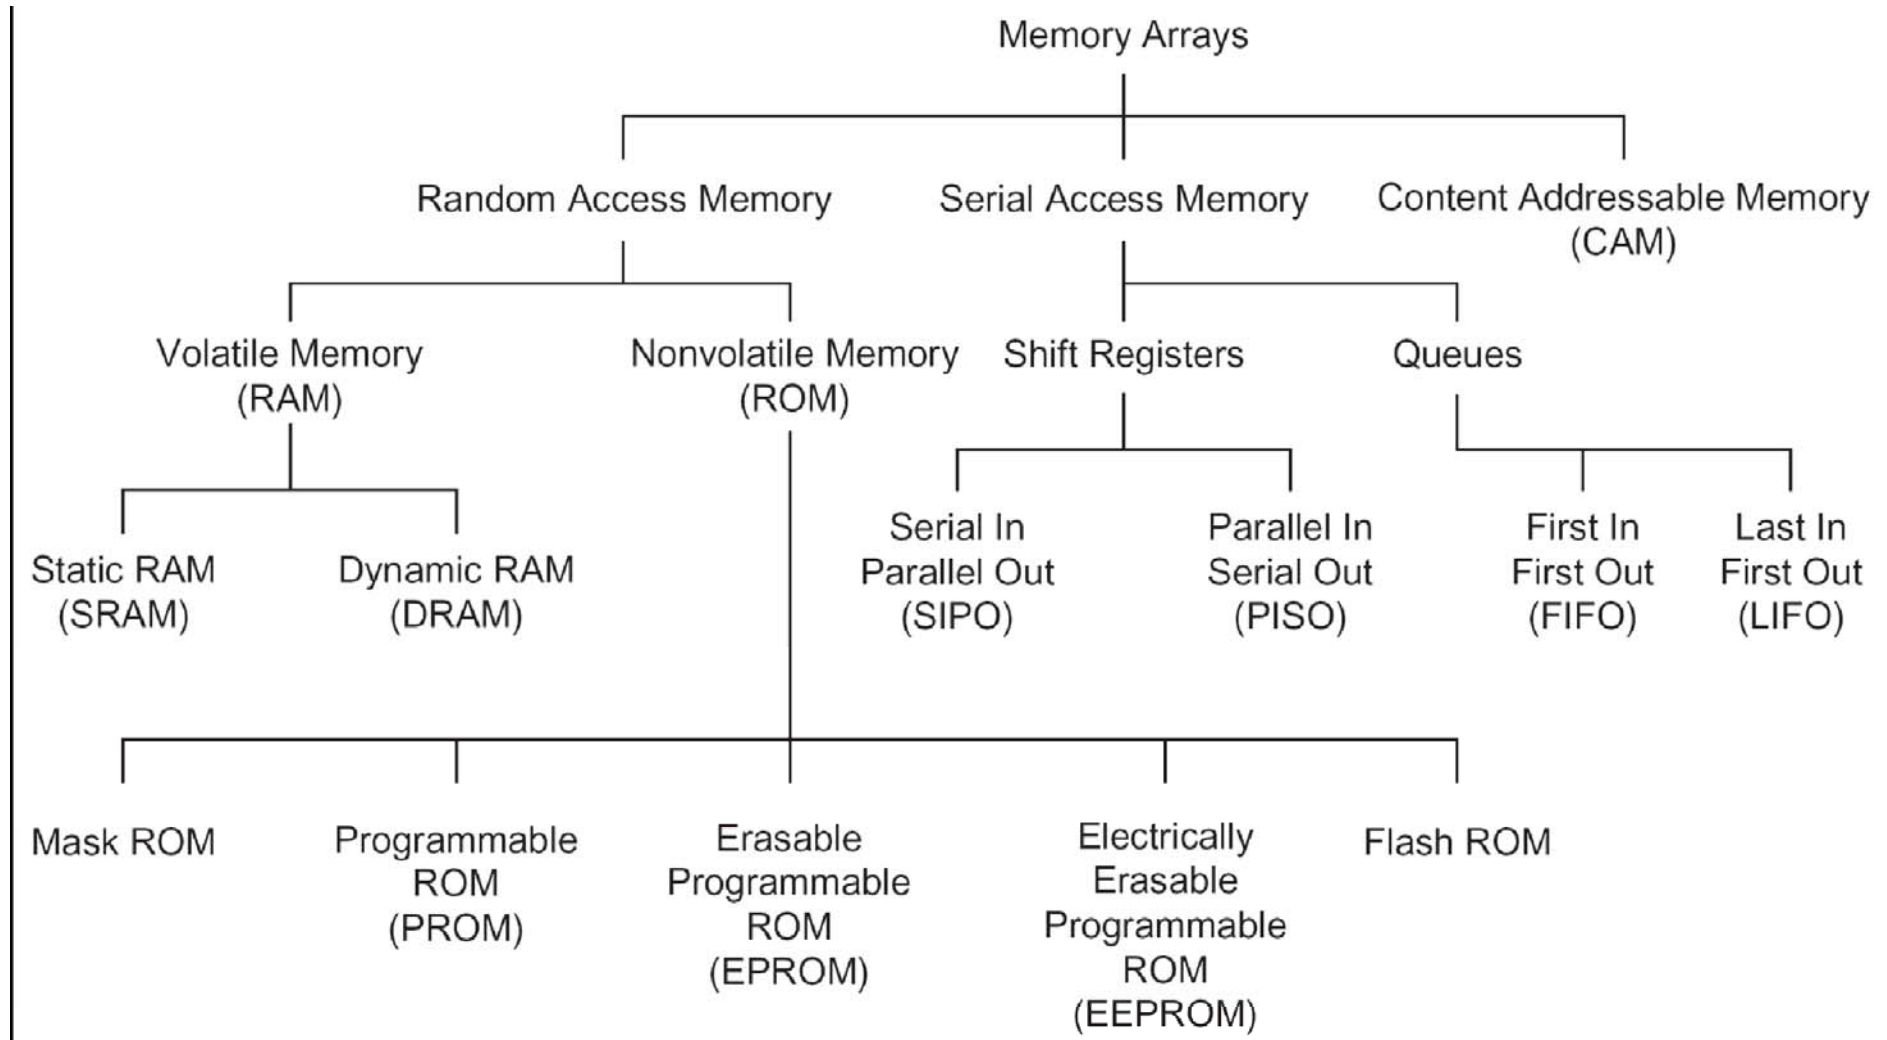 Memory Arrays
Random Access Memory
Serial Access Memory
Content Addressable Memory
(CAM)
Volatile Memory
(RAM)
Nonvolatile Memory
(ROM)
Shift Registers
Queues
Static RAM
(SRAM)
Dynamic RAM
(DRAM)
Serial In
Parallel Out
(SIPO)
Parallel In
Serial Out
(PISO)
First In
First Out
(FIFO)
Last In
First Out
(LIFO)
Mask ROM
Programmable
ROM
(PROM)
Erasable
Programmable
ROM
(EPROM)
Electrically
Erasable
Programmable
ROM
(EEPROM)
Flash ROM